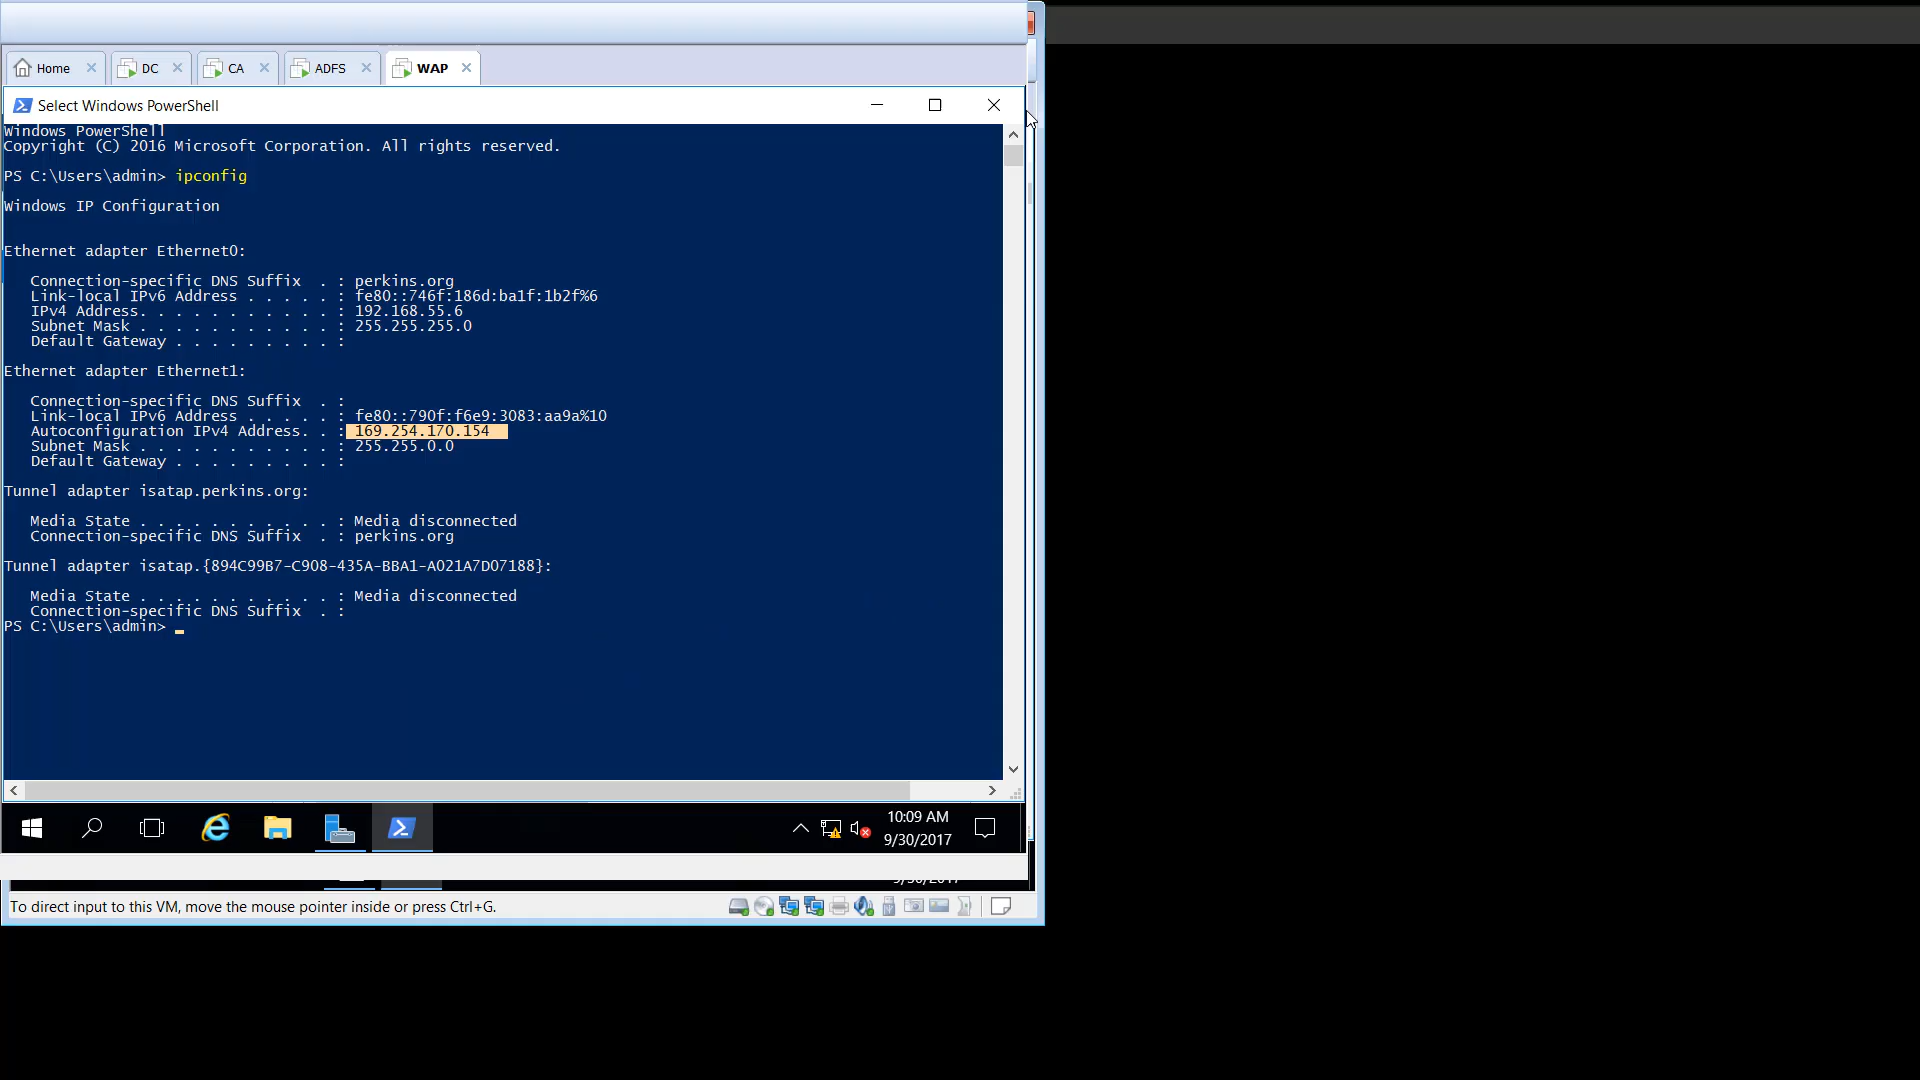 Home DC CA ADFS WAP
Select Windows PowerShell
Windows PowerShell
Copyright (C) 2016 Microsoft Corporation. All rights reserved.
PS C:\Users\admin> ipconfig
Windows IP Configuration
Ethernet adapter Ethernet0:
Connection-specific DNS Suffix . : perkins.org
Link-local IPv6 Address . . . . . : fe80::746f:186d:ba1f:1b2f%6
IPv4 Address. . . . . . . . . . . : 192.168.55.6
Subnet Mask . . . . . . . . . . . : 255.255.255.0
Default Gateway . . . . . . . . . :
Ethernet adapter Ethernet1:
Connection-specific DNS Suffix . :
Link-local IPv6 Address . . . . . : fe80::790f:f6e9:3083:aa9a%10
Autoconfiguration IPv4 Address. . : 169.254.170.154
Subnet Mask . . . . . . . . . . . : 255.255.0.0
Default Gateway . . . . . . . . . :
Tunnel adapter isatap.perkins.org:
Media State . . . . . . . . . . . : Media disconnected
Connection-specific DNS Suffix . : perkins.org
Tunnel adapter isatap.{894C99B7-C908-435A-BBA1-A021A7D07188}:
Media State . . . . . . . . . . . : Media disconnected
Connection-specific DNS Suffix . :
PS C:\Users\admin>
10:09 AM
9/30/2017
9/30/2017
To direct input to this VM, move the mouse pointer inside or press Ctrl+G.